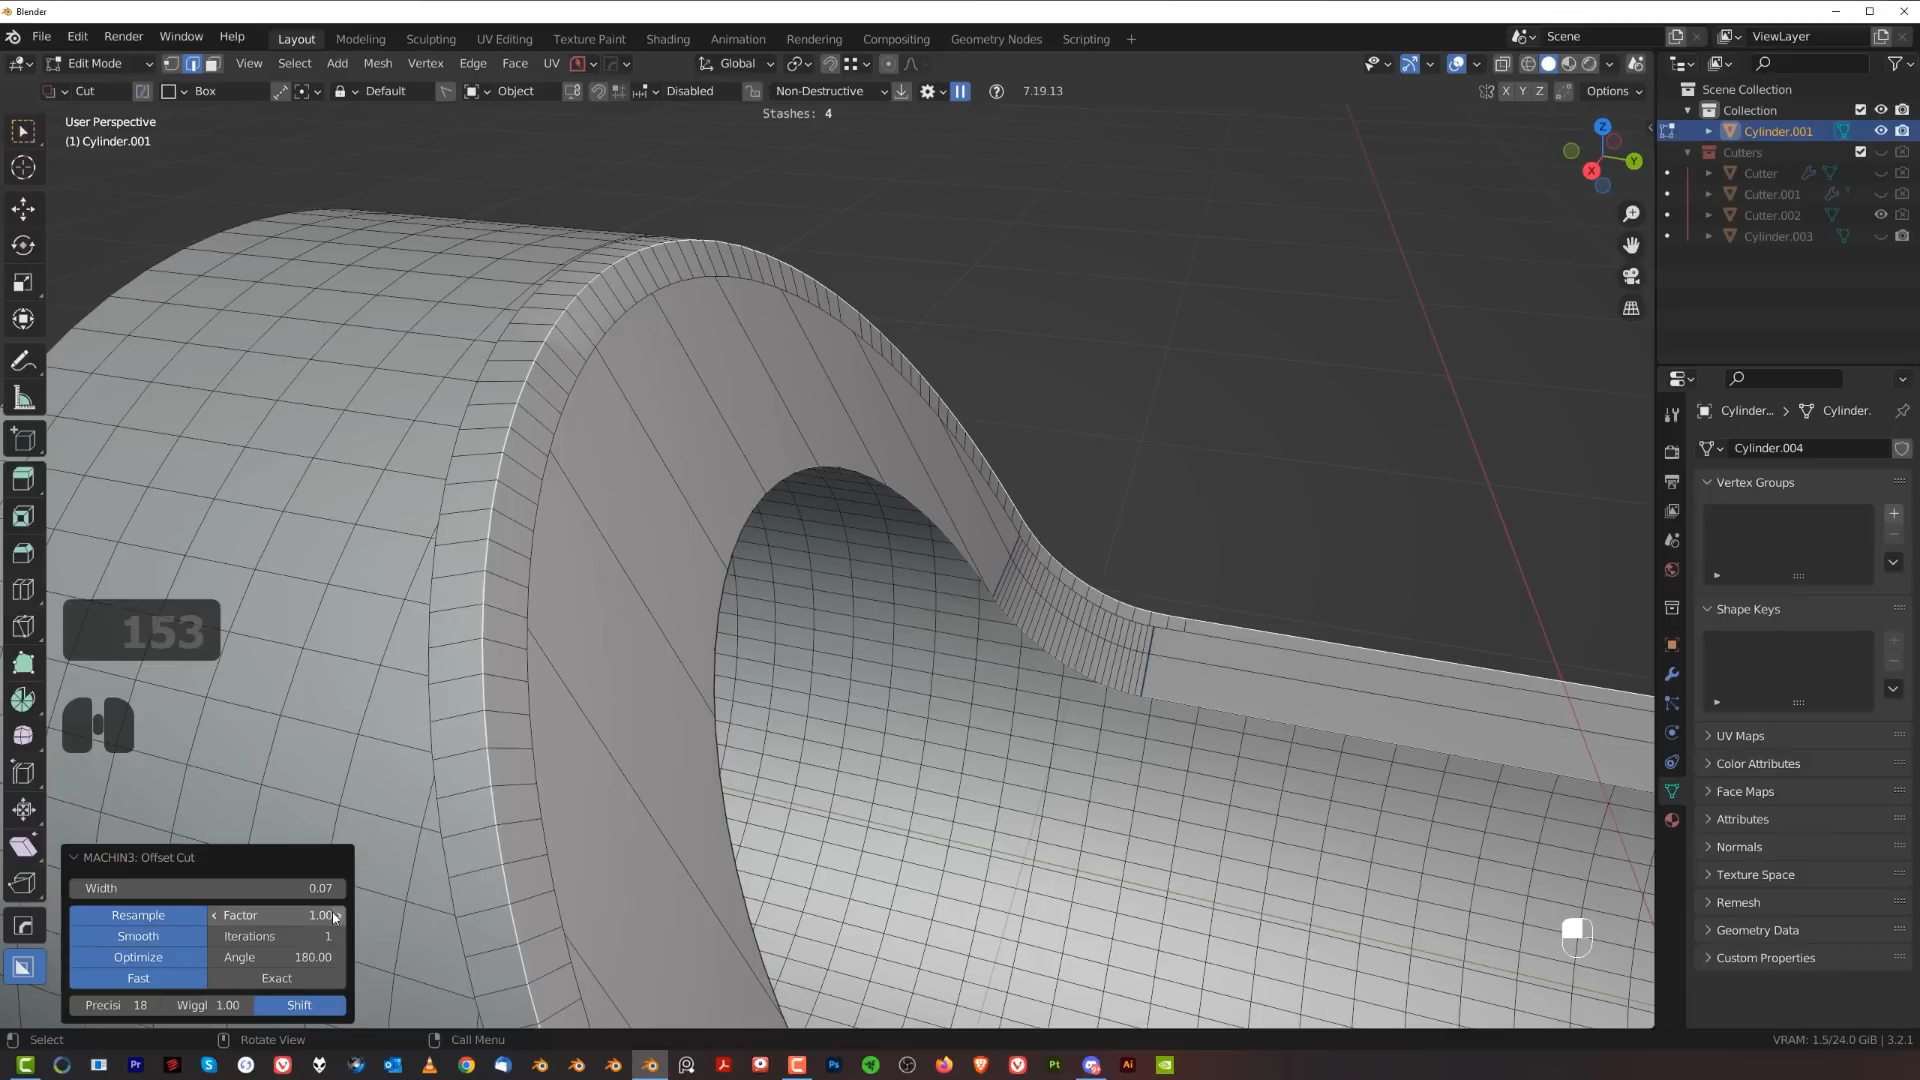 Blender
File Edit Render Window Help
Layout Modeling Sculpting UV Editing Texture Paint Shading Animation Rendering Compositing Geometry Nodes Scripting +
Scene
ViewLayer
Edit Mode
View Select Add Mesh Vertex Edge Face UV
Global
Cut
Box
Default
Object
Disabled
Non-Destructive
7.19.13
X Y Z
Options
Stashes: 4
User Perspective
(1) Cylinder.001
Z
Y
X
Scene Collection
Collection
Cylinder.001
Cutters
Cutter
Cutter.001
Cutter.002
Cylinder.003
Cylinder... > Cylinder.
Cylinder.004
Vertex Groups
Shape Keys
UV Maps
Color Attributes
Face Maps
Attributes
Normals
Texture Space
Remesh
Geometry Data
Custom Properties
153
MACHIN3: Offset Cut
Width 0.07
Resample Factor 1.00
Smooth Iterations 1
Optimize Angle 180.00
Fast Exact
Precisi 18 Wiggl 1.00 Shift
Select
Rotate View
Call Menu
VRAM: 1.5/24.0 GiB | 3.2.1
Pr
Ps
Pt
Ai